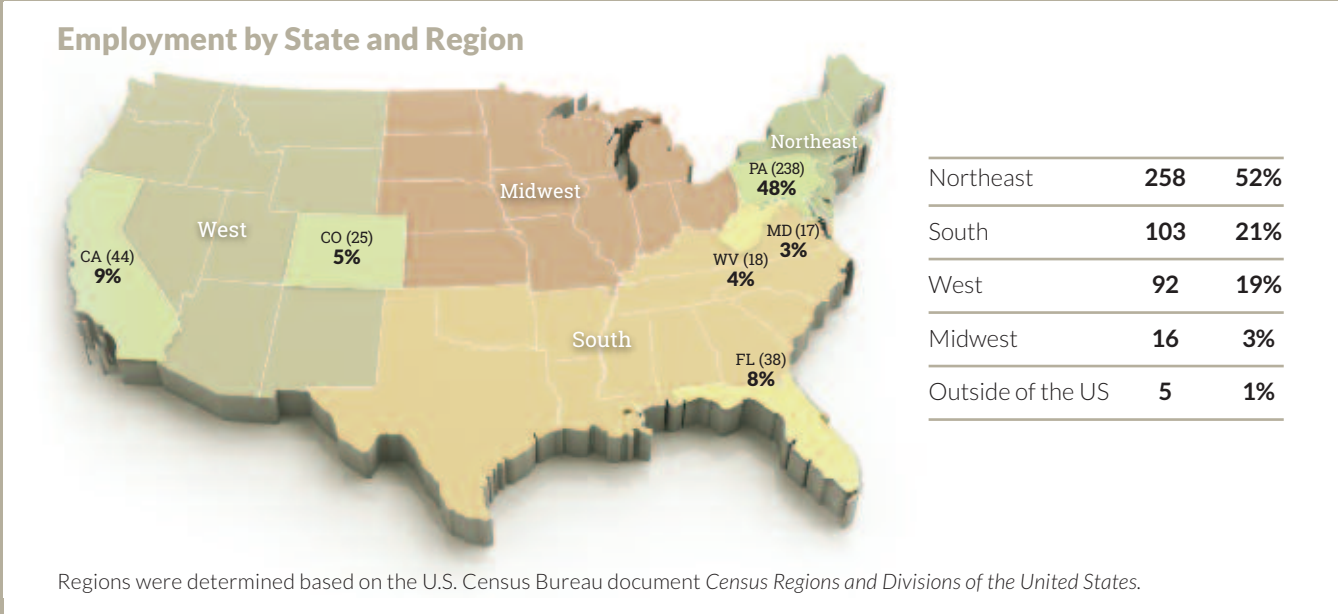 Employment by State and Region
Northeast
PA (238)
48%
Midwest
West
CO (25)
5%
CA (44)
9%
MD (17)
3%
WV (18)
4%
South
FL (38)
8%
Northeast 258 52%
South 103 21%
West 92 19%
Midwest 16 3%
Outside of the US 5 1%
Regions were determined based on the U.S. Census Bureau document Census Regions and Divisions of the United States.